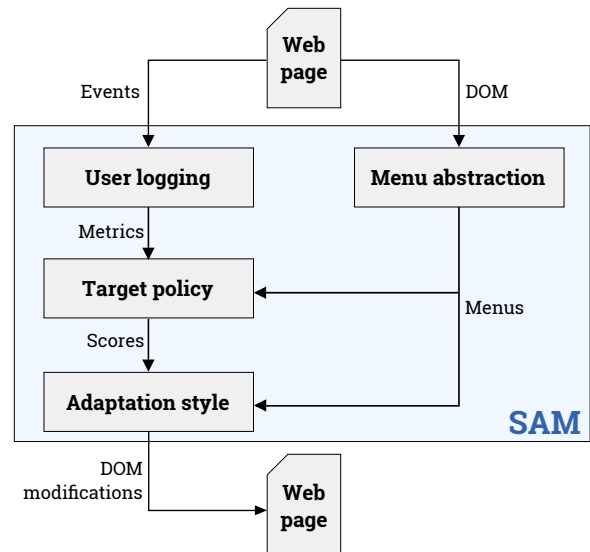 Web
page
Events
DOM
User logging
Menu abstraction
Metrics
Target policy
Menus
Scores
Adaptation style
SAM
DOM
modifications
Web
page